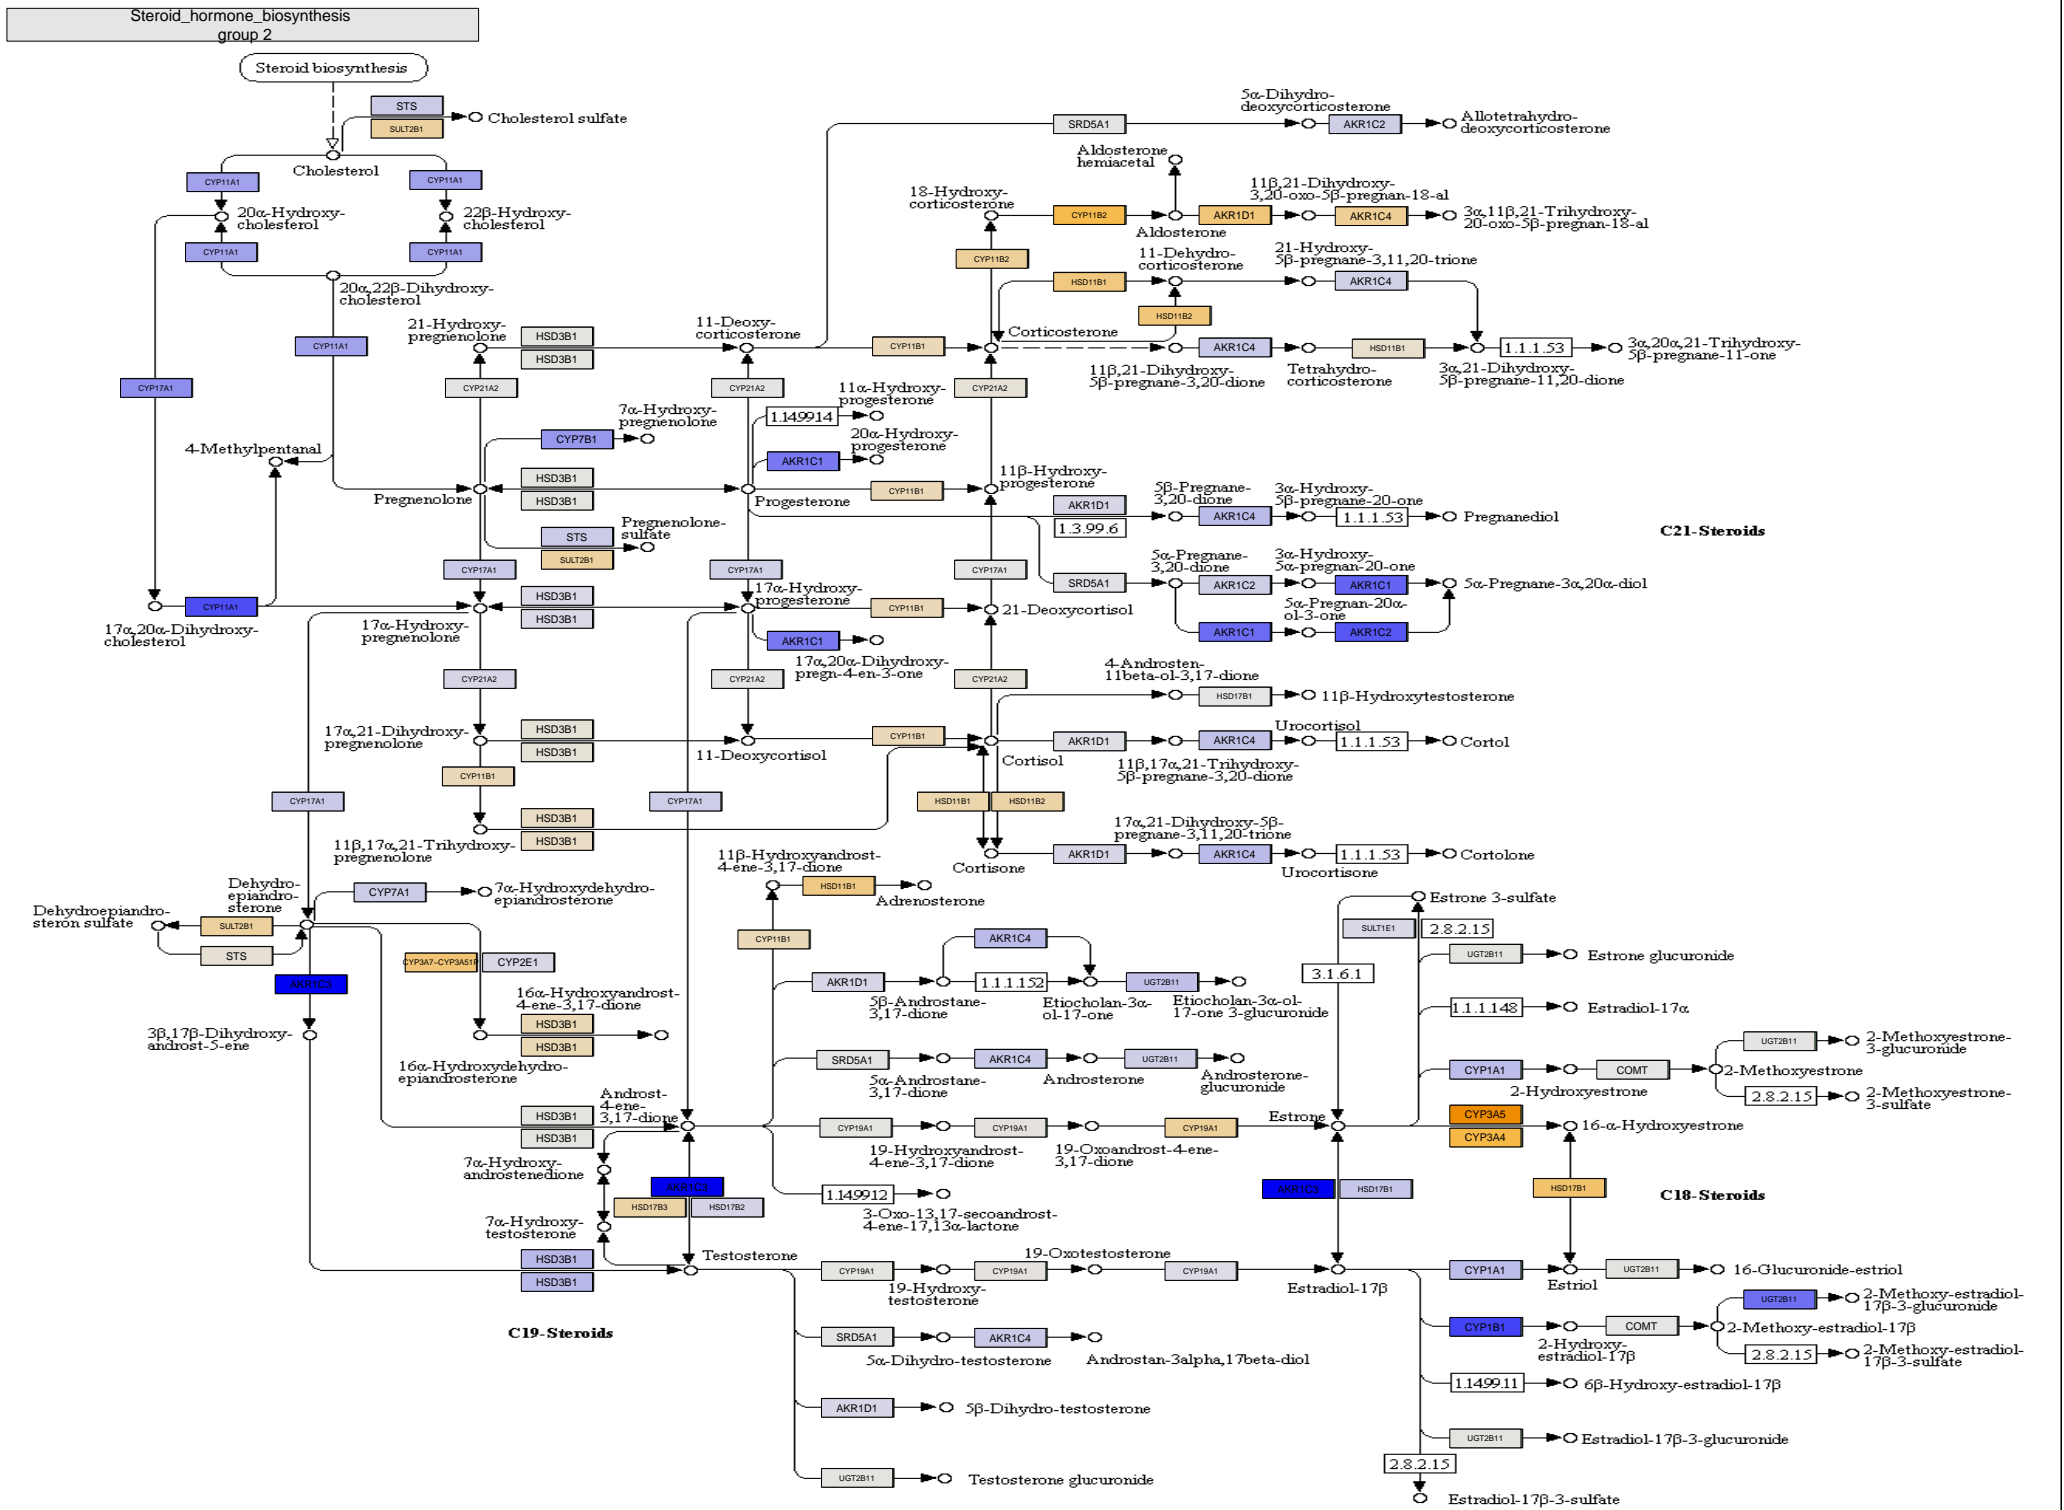 Steroid_hormone_biosynthesis
group 2
Steroid biosynthesis
STS
SULT2B1
Cholesterol sulfate
Cholesterol
CYP11A1
CYP11A1
20α-Hydroxy-
cholesterol
22β-Hydroxy-
cholesterol
CYP11A1
CYP11A1
20α,22β-Dihydroxy-
cholesterol
CYP11A1
CYP17A1
4-Methylpentanal
CYP11A1
17α,20α-Dihydroxy-
cholesterol
21-Hydroxy-
pregnenolone
HSD3B1
HSD3B1
11-Deoxy-
corticosterone
CYP21A2
CYP21A2
7α-Hydroxy-
pregnenolone
CYP7B1
Pregnenolone
HSD3B1
HSD3B1
STS
SULT2B1
Pregnenolone-
sulfate
CYP17A1
17α-Hydroxy-
pregnenolone
HSD3B1
HSD3B1
CYP21A2
17α,21-Dihydroxy-
pregnenolone
HSD3B1
HSD3B1
CYP11B1
HSD3B1
HSD3B1
11β,17α,21-Trihydroxy-
pregnenolone
CYP17A1
CYP17A1
11α-Hydroxy-
progesterone
1.149914
20α-Hydroxy-
progesterone
AKR1C1
Progesterone
CYP11B1
11β-Hydroxy-
progesterone
CYP17A1
17α-Hydroxy-
progesterone
CYP11B1
21-Deoxycortisol
AKR1C1
17α,20α-Dihydroxy-
pregn-4-en-3-one
CYP21A2
11-Deoxycortisol
CYP11B1
Cortisol
CYP21A2
CYP17A1
CYP21A2
CYP11B1
Corticosterone
CYP11B2
18-Hydroxy-
corticosterone
CYP11B2
Aldosterone
hemiacetal
Aldosterone
AKR1D1
11β,21-Dihydroxy-
3,20-oxo-5β-pregnan-18-al
AKR1C4
3α,11β,21-Trihydroxy-
20-oxo-5β-pregnan-18-al
SRD5A1
5α-Dihydro-
deoxycorticosterone
AKR1C2
Allotetrahydro-
deoxycorticosterone
HSD11B1
11-Dehydro-
corticosterone
HSD11B2
21-Hydroxy-
5β-pregnane-3,11,20-trione
AKR1C4
AKR1C4
11β,21-Dihydroxy-
5β-pregnane-3,20-dione
Tetrahydro-
corticosterone
HSD11B1
3α,21-Dihydroxy-
5β-pregnane-11,20-dione
1.1.1.53
3α,20α,21-Trihydroxy-
5β-pregnane-11-one
AKR1D1
1.3.99.6
5β-Pregnane-
3,20-dione
AKR1C4
3α-Hydroxy-
5β-pregnane-20-one
1.1.1.53
Pregnanediol
C21-Steroids
SRD5A1
5α-Pregnane-
3,20-dione
AKR1C2
3α-Hydroxy-
5α-pregnan-20-one
AKR1C1
5α-Pregnane-3α,20α-diol
AKR1C1
5α-Pregnan-20α-
ol-3-one
AKR1C2
4-Androsten-
11beta-ol-3,17-dione
HSD17B1
11β-Hydroxytestosterone
AKR1D1
11β,17α,21-Trihydroxy-
5β-pregnane-3,20-dione
AKR1C4
Urocortisol
1.1.1.53
Cortol
HSD11B1
HSD11B2
Cortisone
AKR1D1
17α,21-Dihydroxy-5β-
pregnane-3,11,20-trione
AKR1C4
Urocortisone
1.1.1.53
Cortolone
Dehydro-
epiandro-
sterone
CYP7A1
7α-Hydroxydehydro-
epiandrosterone
Dehydroepiandro-
steron sulfate
SULT2B1
STS
AKR1C3
CYP3A7-CYP3A51P
CYP2E1
16α-Hydroxyandrost-
4-ene-3,17-dione
HSD3B1
HSD3B1
16α-Hydroxydehydro-
epiandrosterone
3β,17β-Dihydroxy-
androst-5-ene
HSD3B1
HSD3B1
Androst-
4-ene-
3,17-dione
7α-Hydroxy-
androstenedione
AKR1C3
HSD17B3
HSD17B2
7α-Hydroxy-
testosterone
HSD3B1
HSD3B1
Testosterone
C19-Steroids
11β-Hydroxyandrost-
4-ene-3,17-dione
HSD11B1
Adrenosterone
CYP11B1
AKR1D1
5β-Androstane-
3,17-dione
AKR1C4
1.1.1.152
Etiocholan-3α-
ol-17-one
UGT2B11
Etiocholan-3α-ol-
17-one 3-glucuronide
SRD5A1
5α-Androstane-
3,17-dione
AKR1C4
Androsterone
UGT2B11
Androsterone-
glucuronide
CYP19A1
19-Hydroxyandrost-
4-ene-3,17-dione
CYP19A1
19-Oxoandrost-4-ene-
3,17-dione
CYP19A1
Estrone
1.149912
3-Oxo-13,17-secoandrost-
4-ene-17,13α-lactone
CYP19A1
19-Hydroxy-
testosterone
CYP19A1
19-Oxotestosterone
CYP19A1
Estradiol-17β
SRD5A1
5α-Dihydro-testosterone
AKR1C4
Androstan-3alpha,17beta-diol
AKR1D1
5β-Dihydro-testosterone
UGT2B11
Testosterone glucuronide
Estrone 3-sulfate
SULT1E1
2.8.2.15
3.1.6.1
UGT2B11
Estrone glucuronide
1.1.1.148
Estradiol-17α
CYP1A1
2-Hydroxyestrone
COMT
2-Methoxyestrone
UGT2B11
2-Methoxyestrone-
3-glucuronide
2.8.2.15
2-Methoxyestrone-
3-sulfate
CYP3A5
CYP3A4
16-α-Hydroxyestrone
AKR1C3
HSD17B1
HSD17B1
C18-Steroids
CYP1A1
Estriol
UGT2B11
16-Glucuronide-estriol
CYP1B1
2-Hydroxy-
estradiol-17β
COMT
2-Methoxy-estradiol-17β
UGT2B11
2-Methoxy-estradiol-
17β-3-glucuronide
2.8.2.15
2-Methoxy-estradiol-
17β-3-sulfate
1.1499.11
6β-Hydroxy-estradiol-17β
UGT2B11
Estradiol-17β-3-glucuronide
2.8.2.15
Estradiol-17β-3-sulfate